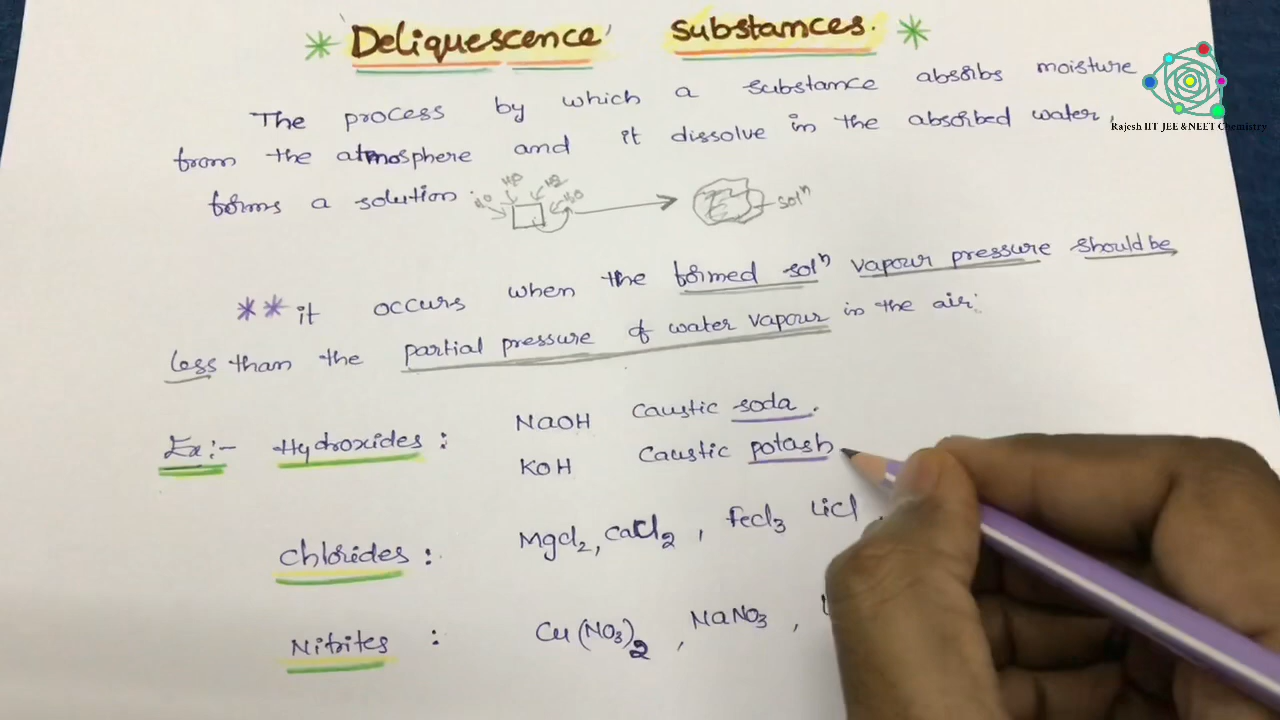 'Deliquescence' substances.
The process by which a substance absorbs moisture
from the atmosphere and it dissolve in the absorbed water,
forms a solution.
H2O H2O H2O
soln
** it occurs when the formed soln vapour pressure should be
less than the partial pressure of water vapour in the air.
Ex:- Hydroxides: NaOH caustic soda.
KOH caustic potash
chlorides: Mgcl2, cacl2, fecl3 Licl.
Nitrites: Cu(NO3)2, NaNO3,
Rajesh IIT JEE &NEET Chemistry